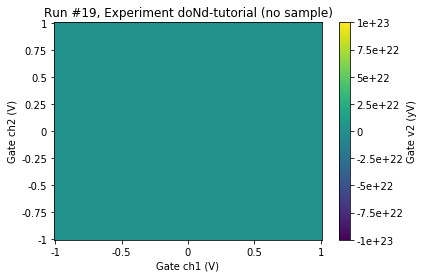 Run #19, Experiment doNd-tutorial (no sample)
Gate ch2 (V)
1
0.75
0.5
0.25
0
-0.25
-0.5
-0.75
-1
-1
-0.5
0
0.5
1
Gate ch1 (V)
1e+23
7.5e+22
5e+22
2.5e+22
0
-2.5e+22
-5e+22
-7.5e+22
-1e+23
Gate v2 (yV)